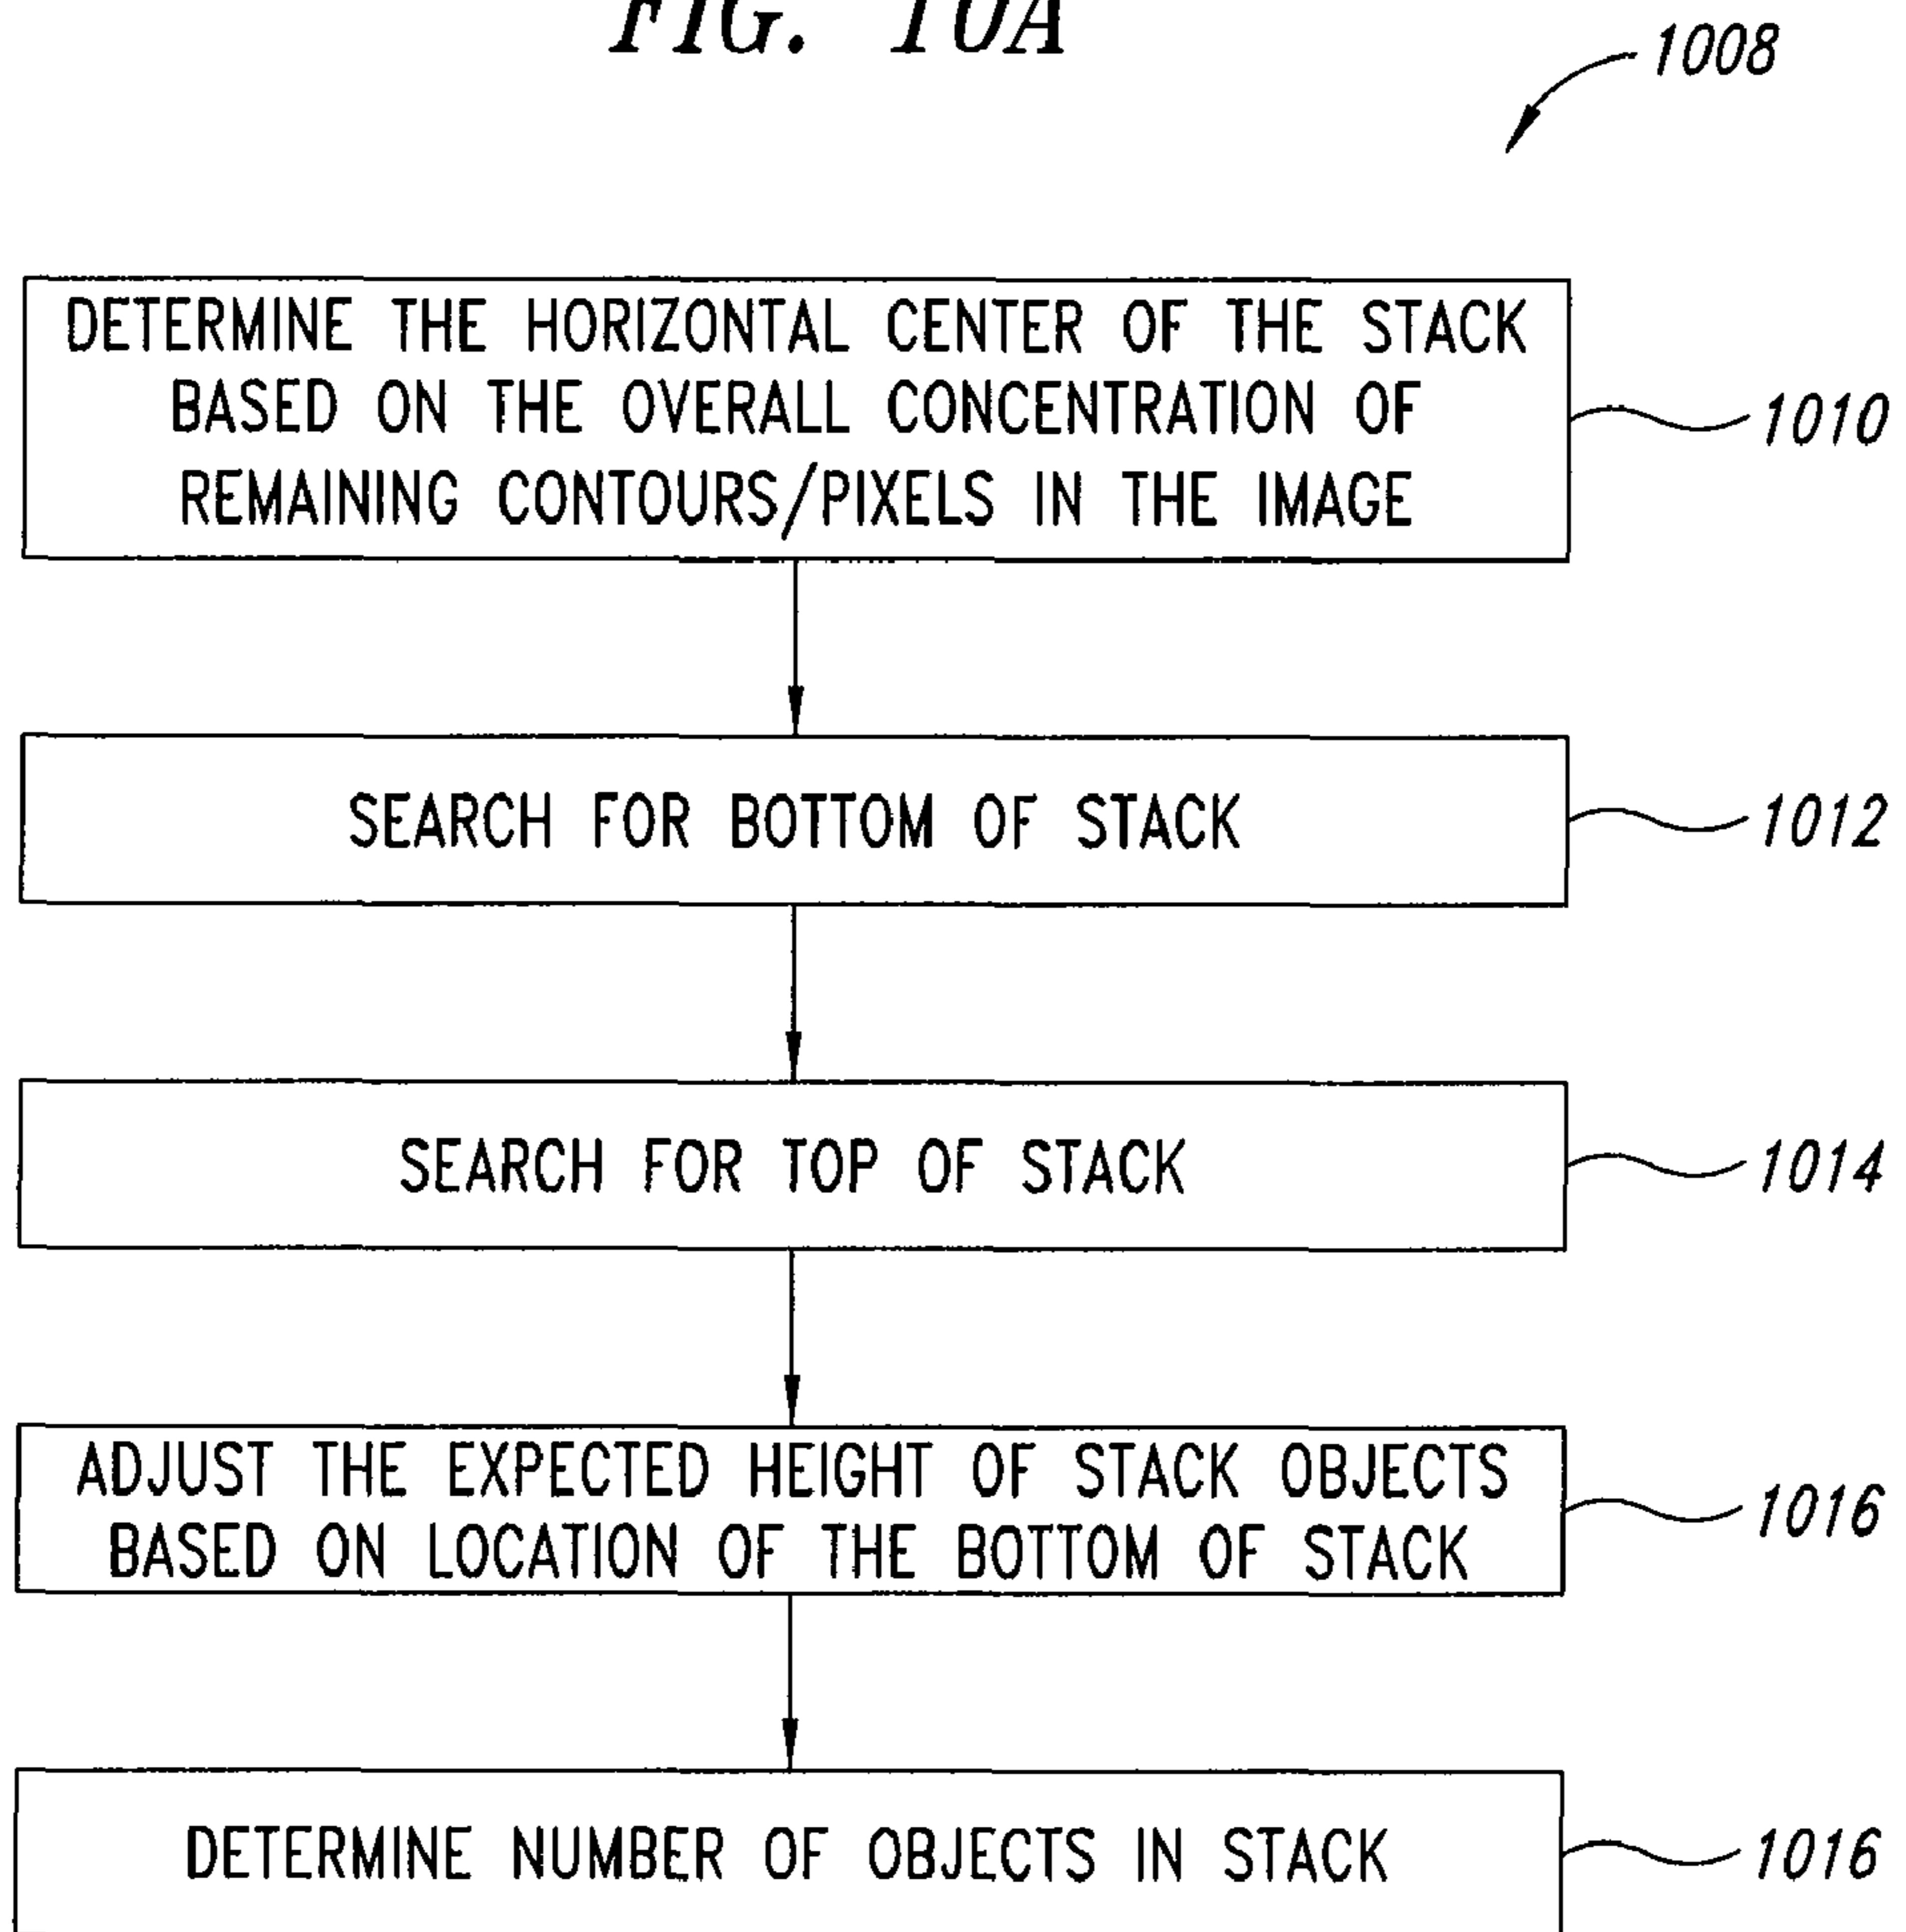 FIG. 10A
1008
DETERMINE THE HORIZONTAL CENTER OF THE STACK
BASED ON THE OVERALL CONCENTRATION OF
REMAINING CONTOURS/PIXELS IN THE IMAGE
1010
SEARCH FOR BOTTOM OF STACK
1012
SEARCH FOR TOP OF STACK
1014
ADJUST THE EXPECTED HEIGHT OF STACK OBJECTS
BASED ON LOCATION OF THE BOTTOM OF STACK
1016
DETERMINE NUMBER OF OBJECTS IN STACK
1016